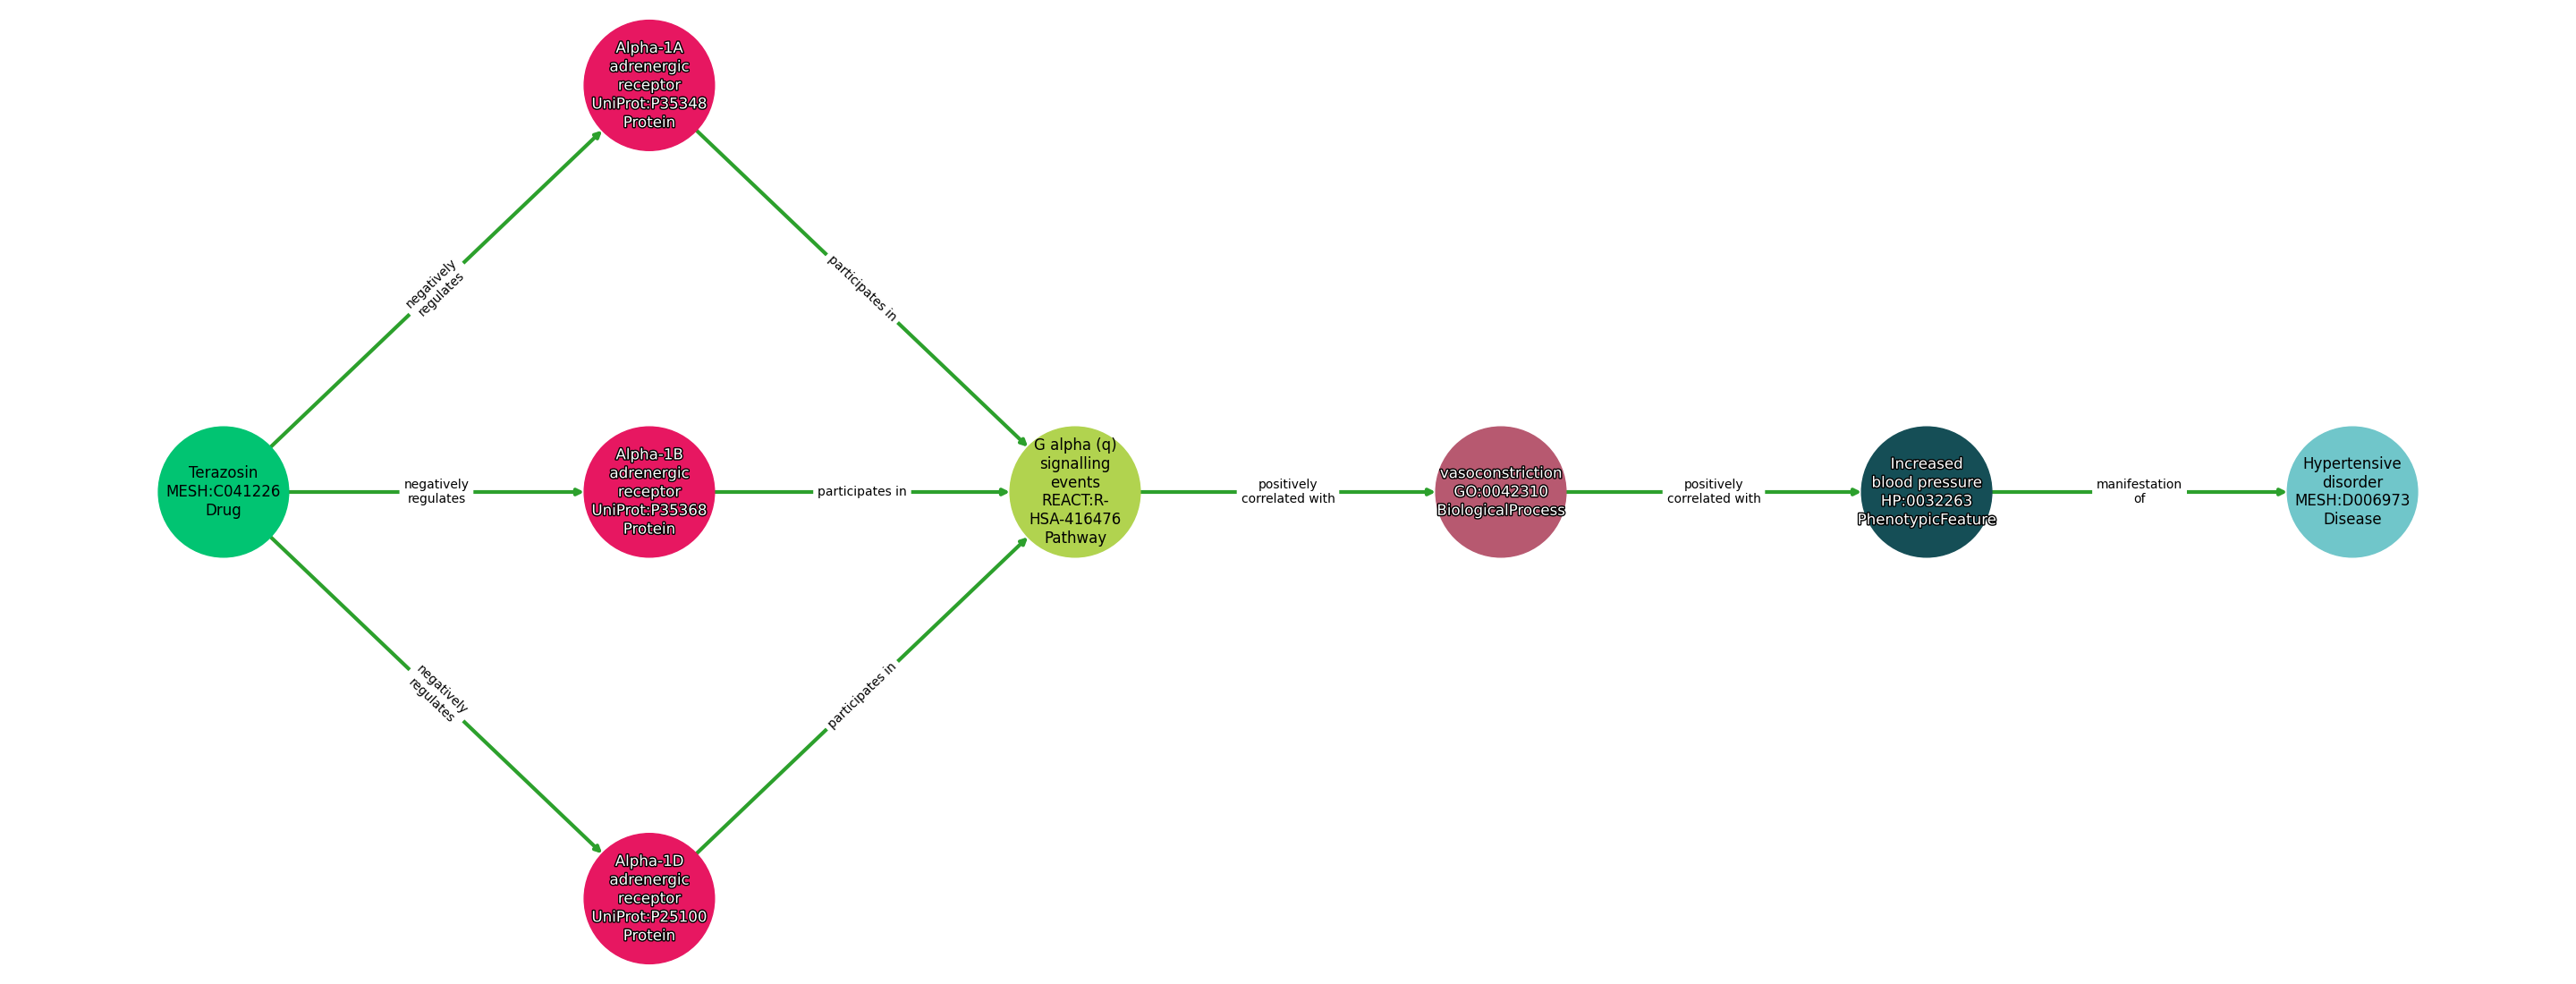 Alpha-1A
adrenergic
receptor
UniProt:P35348
Protein
negatively
regulates
participates in
Terazosin
MESH:C041226
Drug
negatively
regulates
Alpha-1B
adrenergic
receptor
UniProt:P35368
Protein
participates in
G alpha (q)
signalling
events
REACT:R-
HSA-416476
Pathway
positively
correlated with
vasoconstriction
GO:0042310
BiologicalProcess
positively
correlated with
Increased
blood pressure
HP:0032263
PhenotypicFeature
manifestation
of
Hypertensive
disorder
MESH:D006973
Disease
negatively
regulates
participates in
Alpha-1D
adrenergic
receptor
UniProt:P25100
Protein